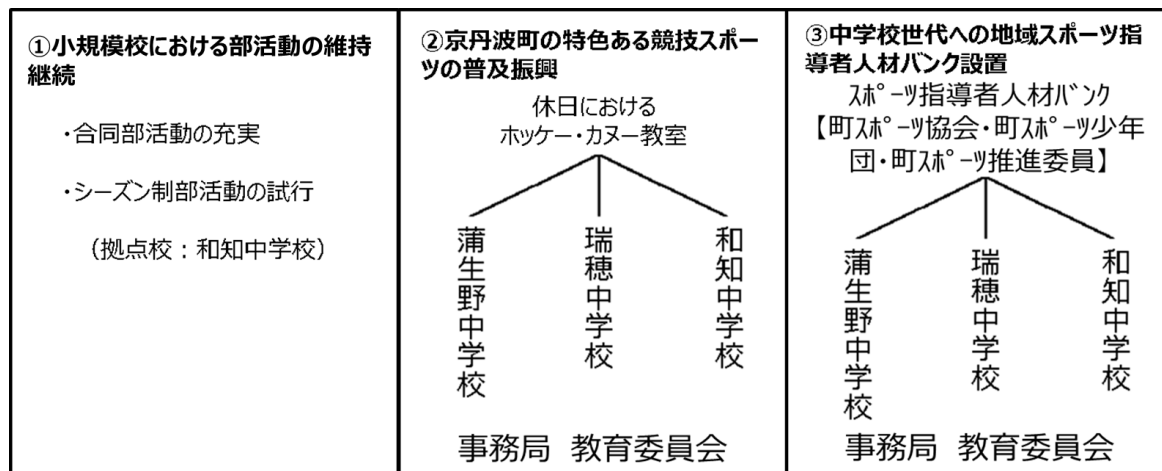 ①小規模校における部活動の維持
継続
・合同部活動の充実
・シーズン制部活動の試行
（拠点校：和知中学校）
②京丹波町の特色ある競技スポー
ツの普及振興
休日における
ホッケー・カヌー教室
蒲生野中学校
瑞穂中学校
和知中学校
事務局 教育委員会
③中学校世代への地域スポーツ指
導者人材バンク設置
ｽﾎﾟｰﾂ指導者人材ﾊﾞﾝｸ
【町ｽﾎﾟｰﾂ協会・町ｽﾎﾟｰﾂ少年
団・町ｽﾎﾟｰﾂ推進委員】
蒲生野中学校
瑞穂中学校
和知中学校
事務局 教育委員会